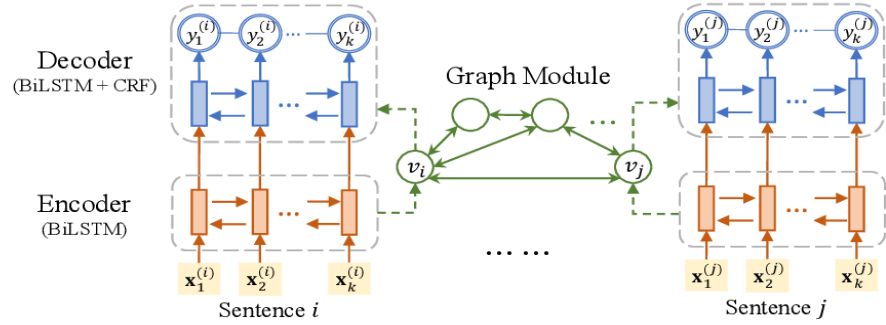 Decoder
(BiLSTM + CRF)
y₁⁽ⁱ⁾ y₂⁽ⁱ⁾ ... yₖ⁽ⁱ⁾
...
Graph Module
...
vᵢ
vⱼ
y₁⁽ʲ⁾ y₂⁽ʲ⁾ ... yₖ⁽ʲ⁾
...
Encoder
(BiLSTM)
...
x₁⁽ⁱ⁾ x₂⁽ⁱ⁾ xₖ⁽ⁱ⁾
Sentence i
... ...
...
x₁⁽ʲ⁾ x₂⁽ʲ⁾ xₖ⁽ʲ⁾
Sentence j